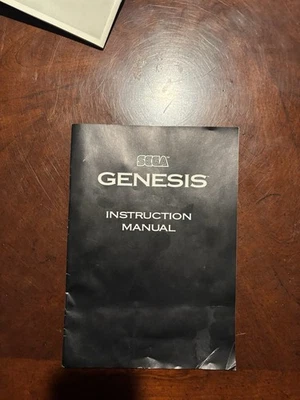 SEGA
GENESIS
INSTRUCTION
MANUAL